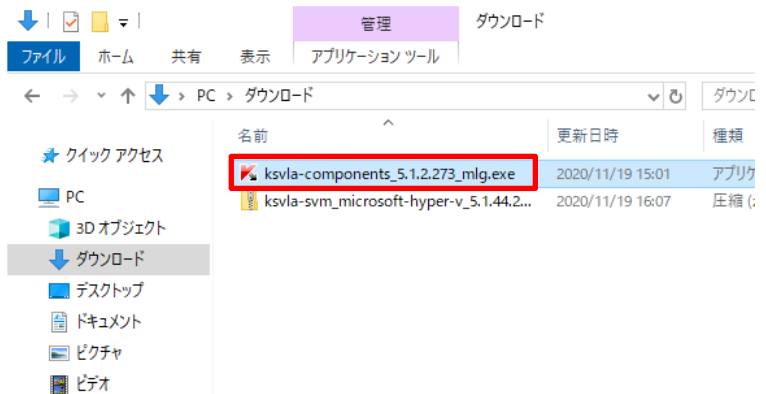 管理
ダウンロード
ファイル ホーム 共有 表示 アプリケーション ツール
PC › ダウンロード
名前 更新日時 種類
クイック アクセス
ksvla-components_5.1.2.273_mlg.exe 2020/11/19 15:01 アプリケ
PC
ksvla-svm_microsoft-hyper-v_5.1.44.2... 2020/11/19 16:07 圧縮 (
3D オブジェクト
ダウンロード
デスクトップ
ドキュメント
ピクチャ
ビデオ